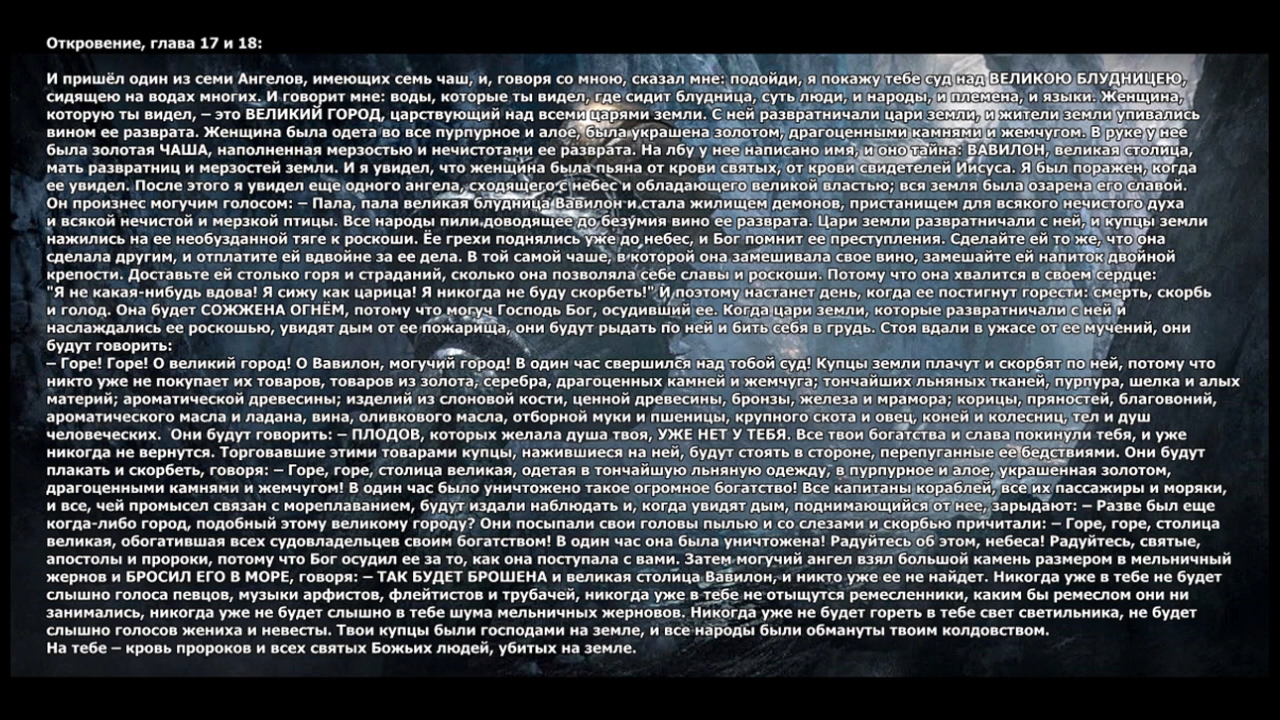 Откровение, глава 17 и 18:
И пришёл один из семи Ангелов, имеющих семь чаш, и, говоря со мною, сказал мне: подойди, я покажу тебе суд над ВЕЛИКОЮ БЛУДНИЦЕЮ,
сидящею на водах многих. И говорит мне: воды, которые ты видел, где сидит блудница, суть люди, и народы, и племена, и языки. Женщина,
которую ты видел, – это ВЕЛИКИЙ ГОРОД, царствующий над всеми царями земли. С ней развратничали цари земли, и жители земли упивались
вином ее разврата. Женщина была одета во все пурпурное и алое, была украшена золотом, драгоценными камнями и жемчугом. В руке у нее
была золотая ЧАША, наполненная мерзостью и нечистотами ее разврата. На лбу у нее написано имя, и оно тайна: ВАВИЛОН, великая столица,
мать развратниц и мерзостей земли. И я увидел, что женщина была пьяна от крови святых, от крови свидетелей Иисуса. Я был поражен, когда
ее увидел. После этого я увидел еще одного ангела, сходящего с небес и обладающего великой властью; вся земля была озарена его славой.
Он произнес могучим голосом: – Пала, пала великая блудница Вавилон и стала жилищем демонов, пристанищем для всякого нечистого духа
и всякой нечистой и мерзкой птицы. Все народы пили доводящее до безумия вино ее разврата. Цари земли развратничали с ней, и купцы земли
нажились на ее необузданной тяге к роскоши. Её грехи поднялись уже до небес, и Бог помнит ее преступления. Сделайте ей то же, что она
сделала другим, и отплатите ей вдвойне за ее дела. В той самой чаше, в которой она замешивала свое вино, замешайте ей напиток двойной
крепости. Доставьте ей столько горя и страданий, сколько она позволяла себе славы и роскоши. Потому что она хвалится в своем сердце:
"Я не какая-нибудь вдова! Я сижу как царица! Я никогда не буду скорбеть!" И поэтому настанет день, когда ее постигнут горести: смерть, скорбь
и голод. Она будет СОЖЖЕНА ОГНЁМ, потому что могуч Господь Бог, осудивший ее. Когда цари земли, которые развратничали с ней и
наслаждались ее роскошью, увидят дым от ее пожарища, они будут рыдать по ней и бить себя в грудь. Стоя вдали в ужасе от ее мучений, они
будут говорить:
– Горе! Горе! О великий город! О Вавилон, могучий город! В один час свершился над тобой суд! Купцы земли плачут и скорбят по ней, потому что
никто уже не покупает их товаров, товаров из золота, серебра, драгоценных камней и жемчуга; тончайших льняных тканей, пурпура, шелка и алых
материй; ароматической древесины; изделий из слоновой кости, ценной древесины, бронзы, железа и мрамора; корицы, пряностей, благовоний,
ароматического масла и ладана, вина, оливкового масла, отборной муки и пшеницы, крупного скота и овец, коней и колесниц, тел и душ
человеческих. Они будут говорить: – ПЛОДОВ, которых желала душа твоя, УЖЕ НЕТ У ТЕБЯ. Все твои богатства и слава покинули тебя, и уже
никогда не вернутся. Торговавшие этими товарами купцы, нажившиеся на ней, будут стоять в стороне, перепуганные ее бедствиями. Они будут
плакать и скорбеть, говоря: – Горе, горе, столица великая, одетая в тончайшую льняную одежду, в пурпурное и алое, украшенная золотом,
драгоценными камнями и жемчугом! В один час было уничтожено такое огромное богатство! Все капитаны кораблей, все их пассажиры и моряки,
и все, чей промысел связан с мореплаванием, будут издали наблюдать и, когда увидят дым, поднимающийся от нее, зарыдают: – Разве был еще
когда-либо город, подобный этому великому городу? Они посыпали свои головы пылью и со слезами и скорбью причитали: – Горе, горе, столица
великая, обогатившая всех судовладельцев своим богатством! В один час она была уничтожена! Радуйтесь об этом, небеса! Радуйтесь, святые,
апостолы и пророки, потому что Бог осудил ее за то, как она поступала с вами. Затем могучий ангел взял большой камень размером в мельничный
жернов и БРОСИЛ ЕГО В МОРЕ, говоря: – ТАК БУДЕТ БРОШЕНА и великая столица Вавилон, и никто уже ее не найдет. Никогда уже в тебе не будет
слышно голоса певцов, музыки арфистов, флейтистов и трубачей, никогда уже в тебе не отыщутся ремесленники, каким бы ремеслом они ни
занимались, никогда уже не будет слышно в тебе шума мельничных жерновов. Никогда уже не будет гореть в тебе свет светильника, не будет
слышно голосов жениха и невесты. Твои купцы были господами на земле, и все народы были обмануты твоим колдовством.
На тебе – кровь пророков и всех святых Божьих людей, убитых на земле.